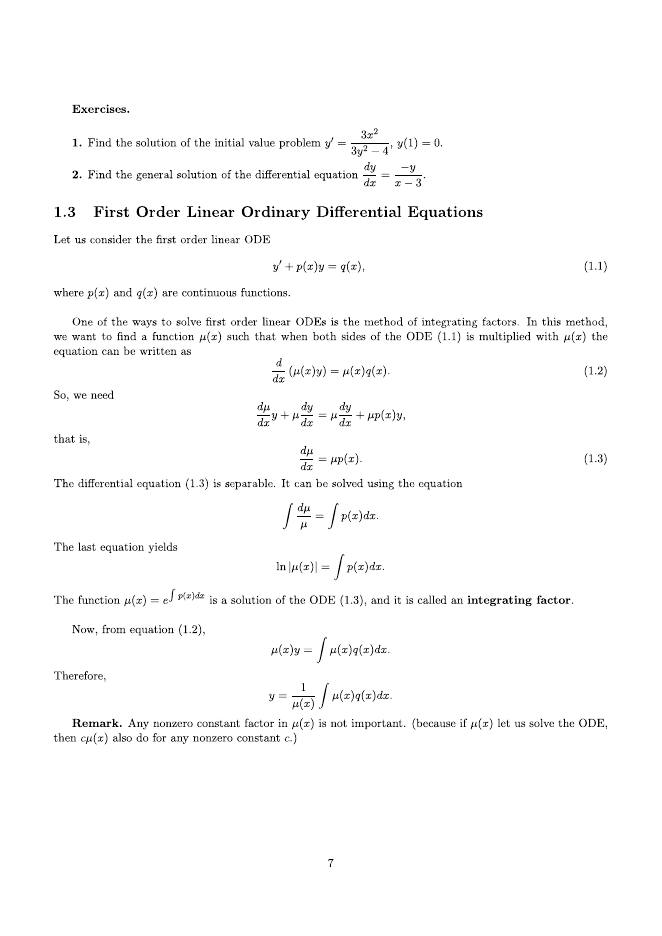 Exercises.
1. Find the solution of the initial value problem y′ = 3x²/(3y² − 4), y(1) = 0.
2. Find the general solution of the differential equation dy/dx = −y/(x − 3).
1.3 First Order Linear Ordinary Differential Equations
Let us consider the first order linear ODE
y′ + p(x)y = q(x), (1.1)
where p(x) and q(x) are continuous functions.
One of the ways to solve first order linear ODEs is the method of integrating factors. In this method,
we want to find a function μ(x) such that when both sides of the ODE (1.1) is multiplied with μ(x) the
equation can be written as
d/dx (μ(x)y) = μ(x)q(x). (1.2)
So, we need
dμ/dx y + μ dy/dx = μ dy/dx + μp(x)y,
that is,
dμ/dx = μp(x). (1.3)
The differential equation (1.3) is separable. It can be solved using the equation
∫ dμ/μ = ∫ p(x)dx.
The last equation yields
ln |μ(x)| = ∫ p(x)dx.
The function μ(x) = e^∫ p(x)dx is a solution of the ODE (1.3), and it is called an integrating factor.
Now, from equation (1.2),
μ(x)y = ∫ μ(x)q(x)dx.
Therefore,
y = 1/μ(x) ∫ μ(x)q(x)dx.
Remark. Any nonzero constant factor in μ(x) is not important. (because if μ(x) let us solve the ODE,
then cμ(x) also do for any nonzero constant c.)
7